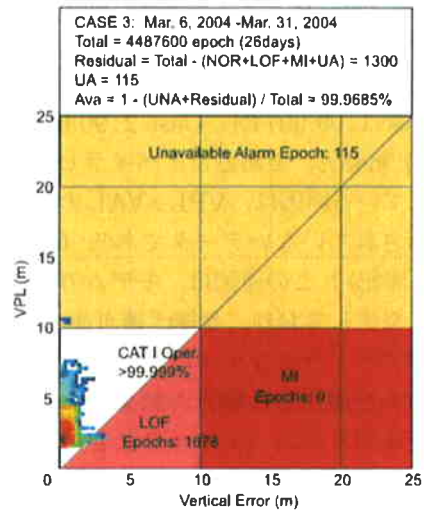 CASE 3: Mar. 6, 2004 -Mar. 31, 2004
Total = 4487600 epoch (26days)
Residual = Total - (NOR+LOF+MI+UA) = 1300
UA = 115
Ava = 1 - (UNA+Residual) / Total = 99.9685%
25
Unavailable Alarm Epoch: 115
20
15
VPL (m)
10
CAT I Oper.
>99.999%
MI
Epochs: 0
5
LOF
Epochs: 1678
0
0 5 10 15 20 25
Vertical Error (m)